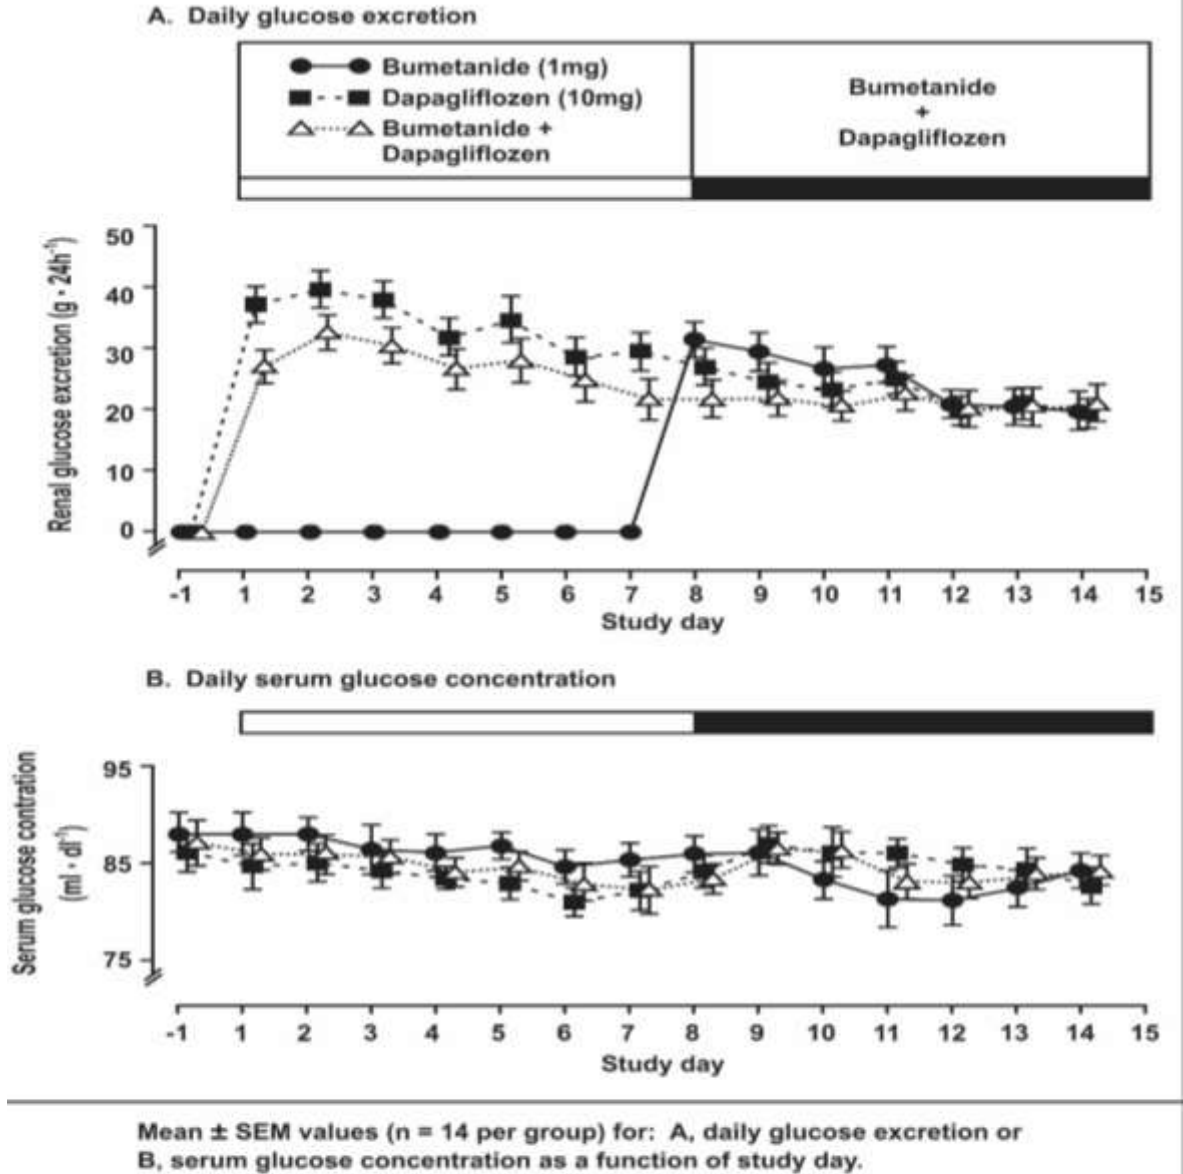 A. Daily glucose excretion
Bumetanide (1mg)
Dapagliflozen (10mg)
Bumetanide +
Dapagliflozen
Bumetanide
+
Dapagliflozen
Renal glucose excretion (g · 24h⁻¹)
50
40
30
20
10
0
-1 1 2 3 4 5 6 7 8 9 10 11 12 13 14 15
Study day
B. Daily serum glucose concentration
Serum glucose contration
(ml · dl⁻¹)
95
85
75
-1 1 2 3 4 5 6 7 8 9 10 11 12 13 14 15
Study day
Mean ± SEM values (n = 14 per group) for: A, daily glucose excretion or
B, serum glucose concentration as a function of study day.